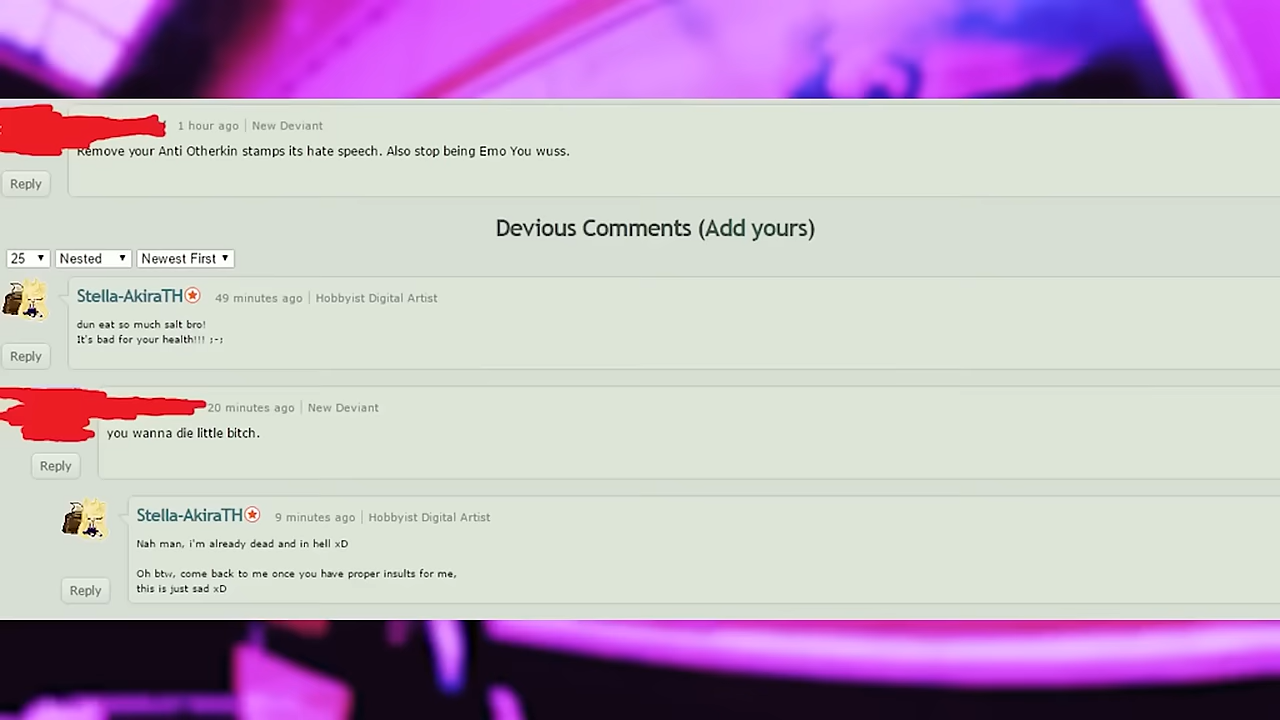 1 hour ago | New Deviant
Remove your Anti Otherkin stamps its hate speech. Also stop being Emo You wuss.
Reply
Devious Comments (Add yours)
25 ▼ Nested ▼ Newest First ▼
Stella-AkiraTH 49 minutes ago | Hobbyist Digital Artist
dun eat so much salt bro!
It's bad for your health!!! ;-;
Reply
20 minutes ago | New Deviant
you wanna die little bitch.
Reply
Stella-AkiraTH 9 minutes ago | Hobbyist Digital Artist
Nah man, i'm already dead and in hell xD
Oh btw, come back to me once you have proper insults for me,
this is just sad xD
Reply